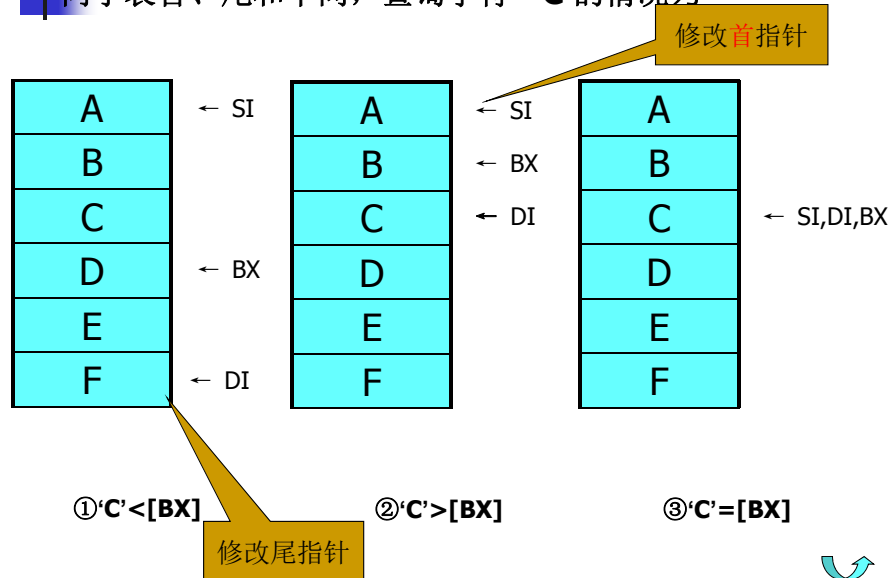 修改首指针
A ← SI
B
C
D ← BX
E
F ← DI
A ← SI
B ← BX
C ← DI
D
E
F
A
B
C ← SI,DI,BX
D
E
F
①‘C’<[BX]
②‘C’>[BX]
③‘C’=[BX]
修改尾指针